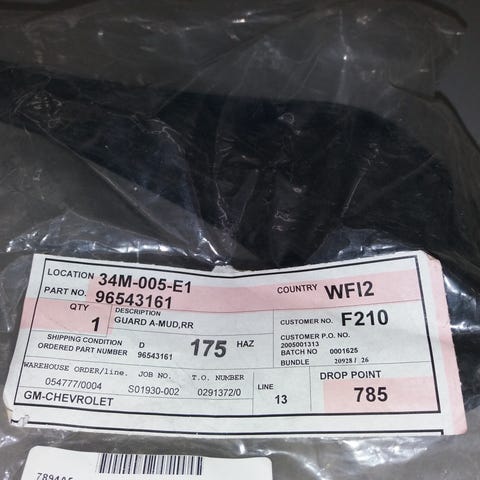 LOCATION 34M-005-E1 COUNTRY WFI2
PART NO. 96543161
QTY 1 DESCRIPTION GUARD A-MUD,RR CUSTOMER NO. F210
CUSTOMER P.O. NO.
2005001313
SHIPPING CONDITION D 175 HAZ
ORDERED PART NUMBER 96543161
BATCH NO 0001625
BUNDLE 20928 / 26
WAREHOUSE ORDER/line. JOB NO. T.O. NUMBER LINE 13 DROP POINT 785
054777/0004 S01930-002 0291372/0
GM-CHEVROLET